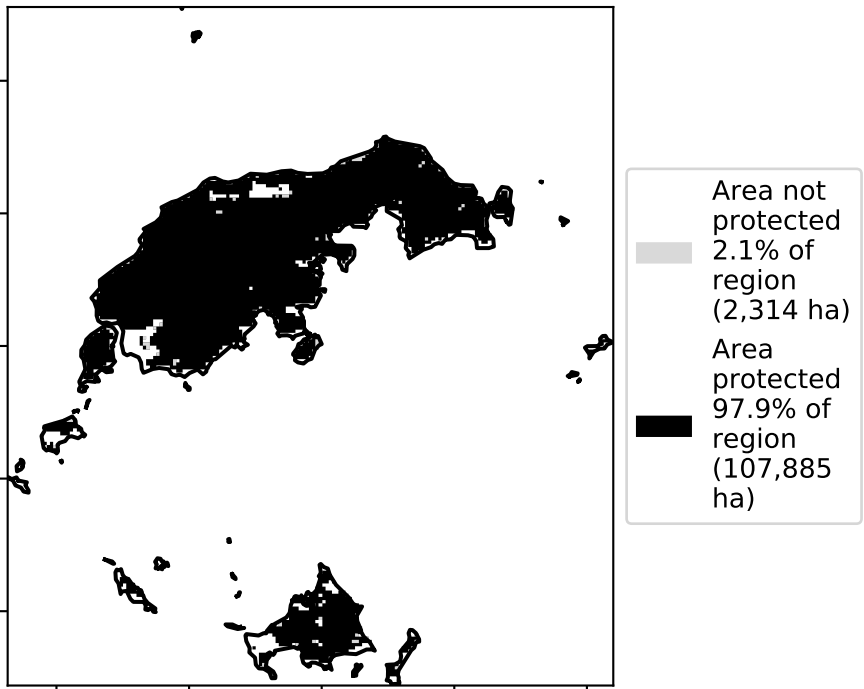 Area not
protected
2.1% of
region
(2,314 ha)
Area
protected
97.9% of
region
(107,885
ha)